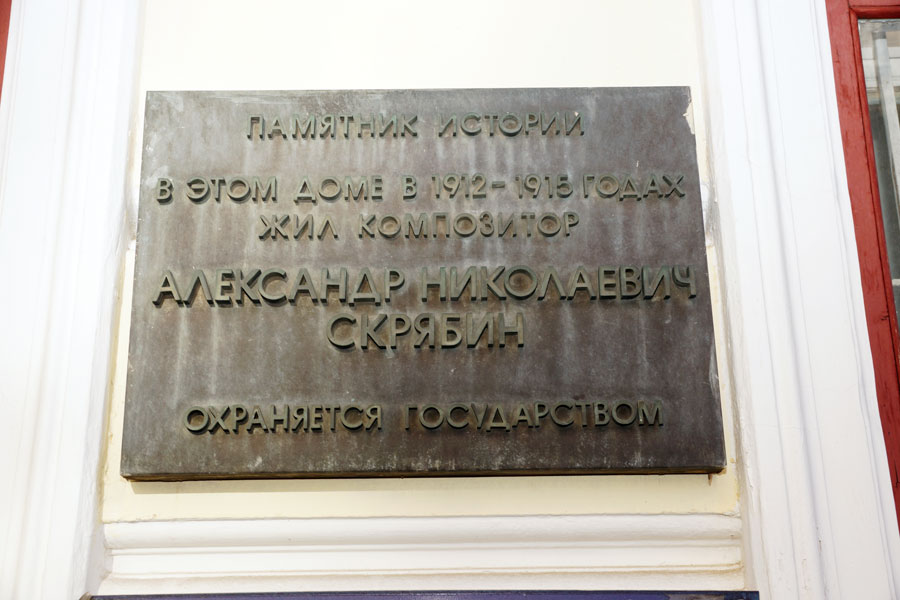 ПАМЯТНИК ИСТОРИИ
В ЭТОМ ДОМЕ В 1912-1915 ГОДАХ
ЖИЛ КОМПОЗИТОР
АЛЕКСАНДР НИКОЛАЕВИЧ
СКРЯБИН
ОХРАНЯЕТСЯ ГОСУДАРСТВОМ